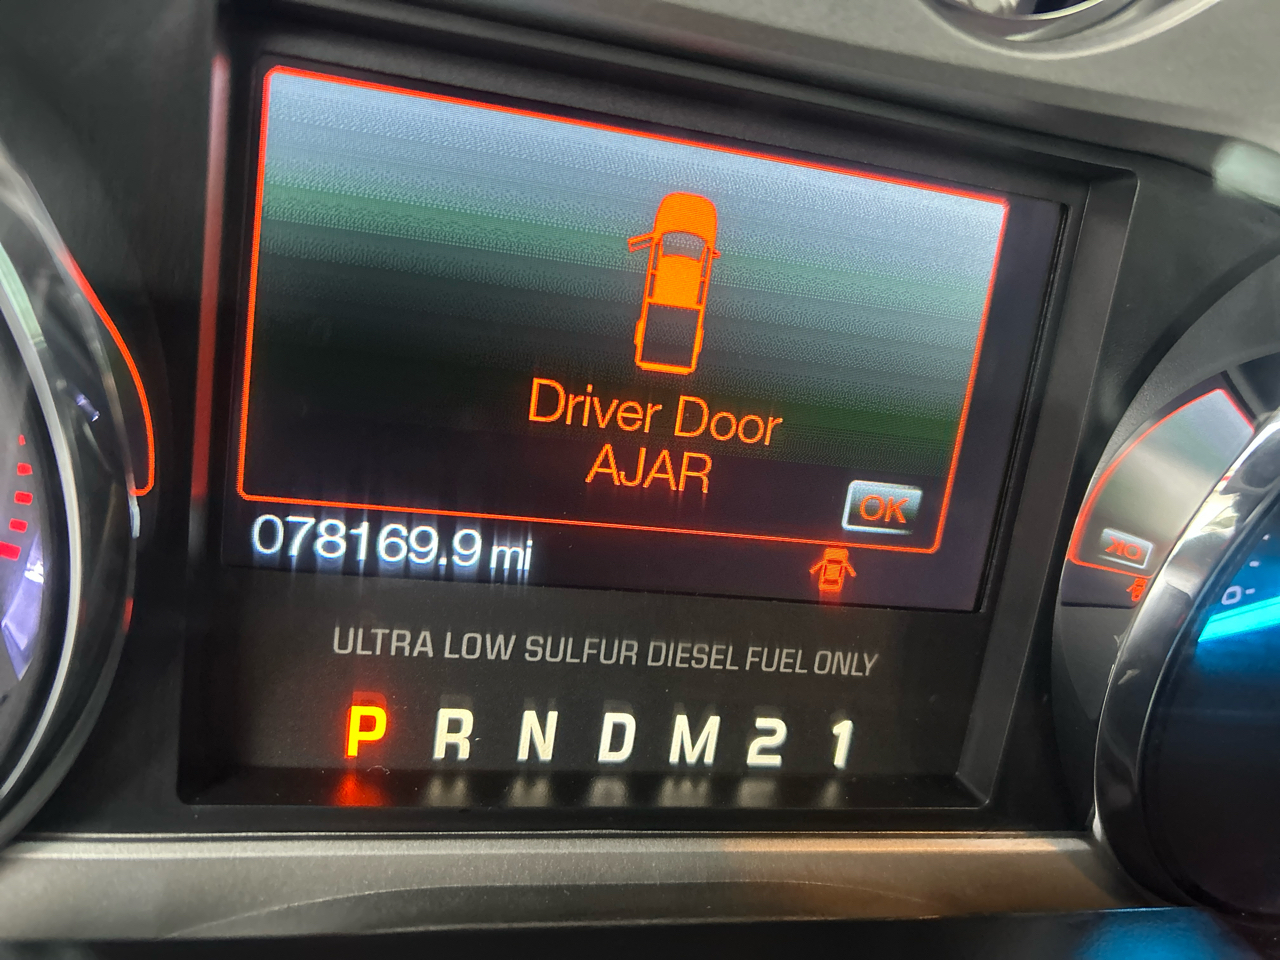 Driver Door
AJAR
OK
078169.9 mi
ULTRA LOW SULFUR DIESEL FUEL ONLY
P R N D M 2 1